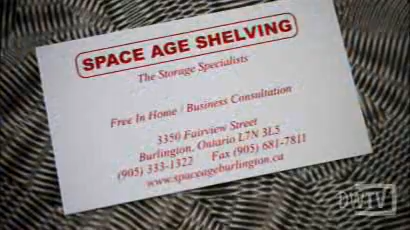 SPACE AGE SHELVING
The Storage Specialists
Free In Home / Business Consultation
3350 Fairview Street
Burlington, Ontario L7N 3L5
(905) 333-1322 Fax (905) 681-7811
www.spaceageburlington.ca
DWTV